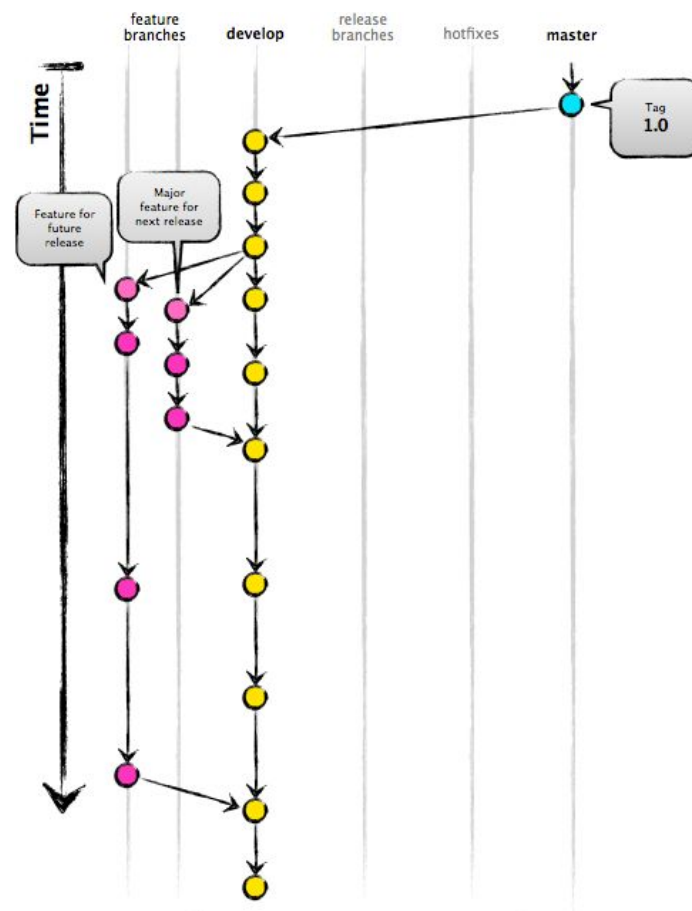 feature
branches
develop
release
branches
hotfixes
master
Time
Tag
1.0
Major
feature for
next release
Feature for
future
release